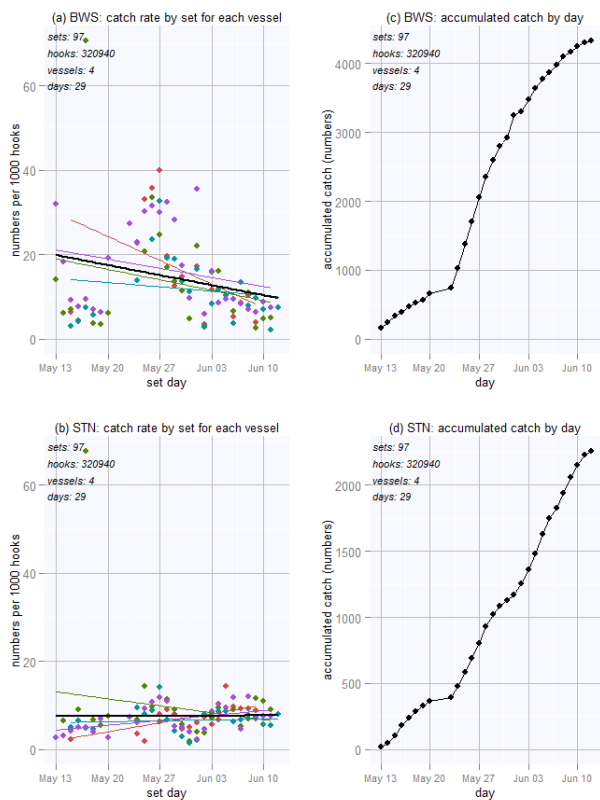 (a) BWS: catch rate by set for each vessel
sets: 97
hooks: 320940
vessels: 4
days: 29
numbers per 1000 hooks
60
40
20
0
May 13 May 20 May 27 Jun 03 Jun 10
set day
(c) BWS: accumulated catch by day
sets: 97
hooks: 320940
vessels: 4
days: 29
accumulated catch (numbers)
4000
3000
2000
1000
0
May 13 May 20 May 27 Jun 03 Jun 10
day
(b) STN: catch rate by set for each vessel
sets: 97
hooks: 320940
vessels: 4
days: 29
numbers per 1000 hooks
60
40
20
0
May 13 May 20 May 27 Jun 03 Jun 10
set day
(d) STN: accumulated catch by day
sets: 97
hooks: 320940
vessels: 4
days: 29
accumulated catch (numbers)
2000
1500
1000
500
0
May 13 May 20 May 27 Jun 03 Jun 10
day